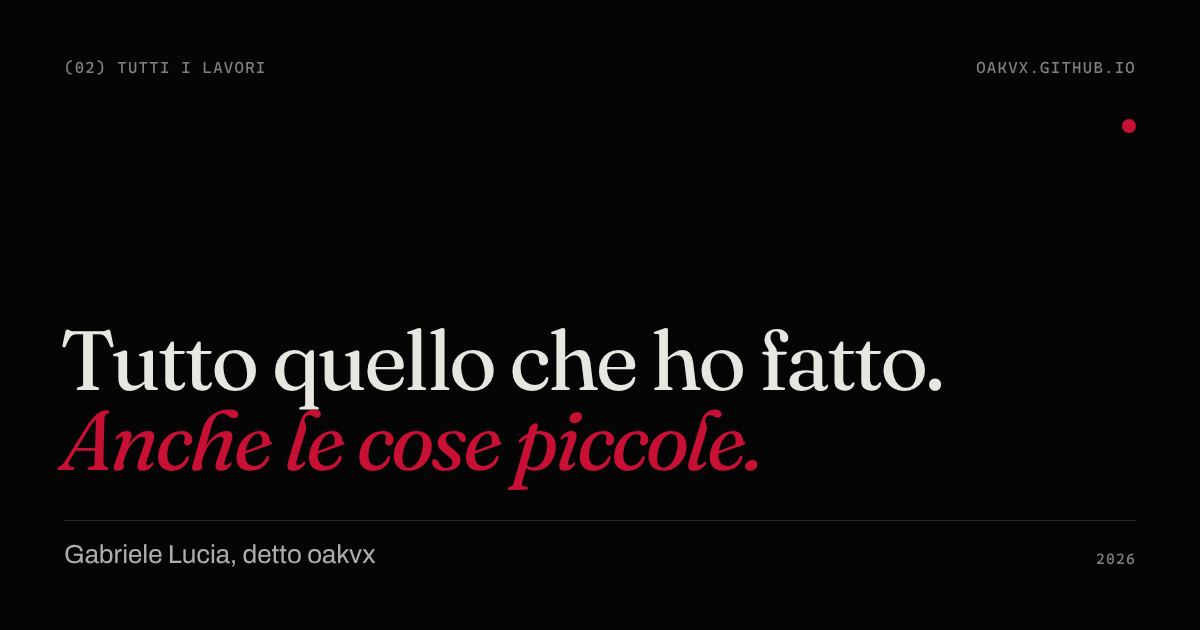 (02) TUTTI I LAVORI
OAKVX.GITHUB.IO
Tutto quello che ho fatto.
Anche le cose piccole.
Gabriele Lucia, detto oakvx
2026